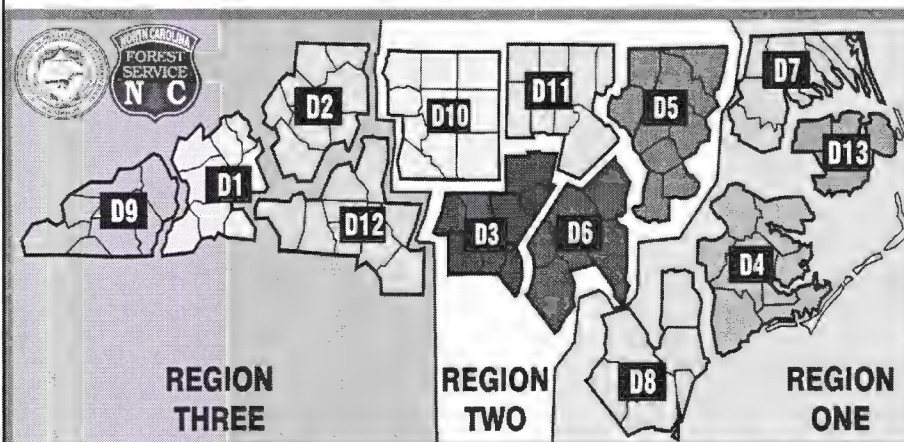 NORTH CAROLINA
FOREST
SERVICE
N C
D2
D10
D11
D5
D7
D13
D9
D1
D12
D3
D6
D4
D8
REGION
THREE
REGION
TWO
REGION
ONE